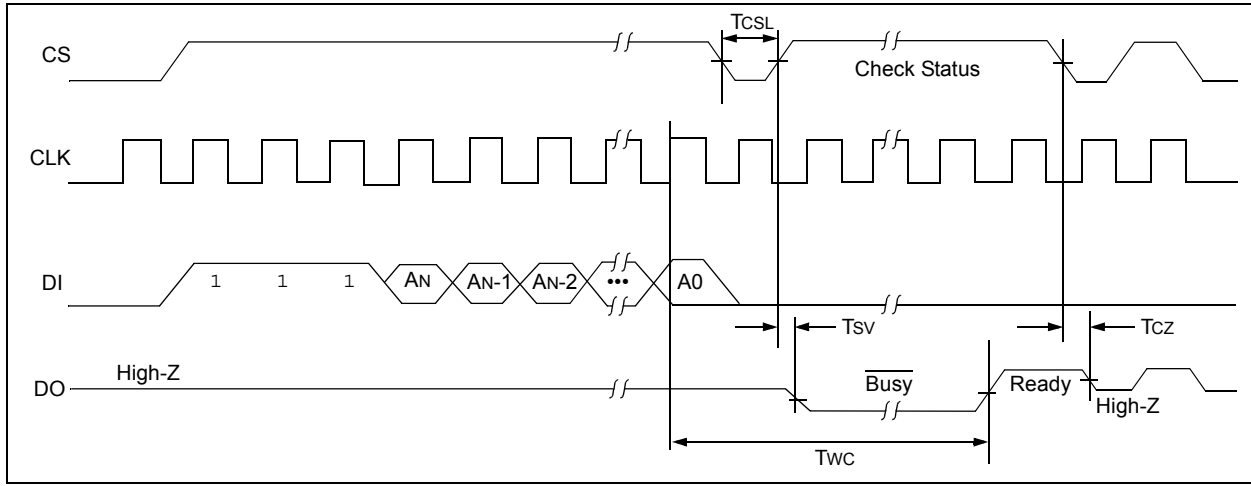 TCSL
CS
Check Status
CLK
DI
1 1 1 AN AN-1 AN-2 ••• A0
TSV
TCZ
DO
High-Z
Busy
Ready
High-Z
TWC